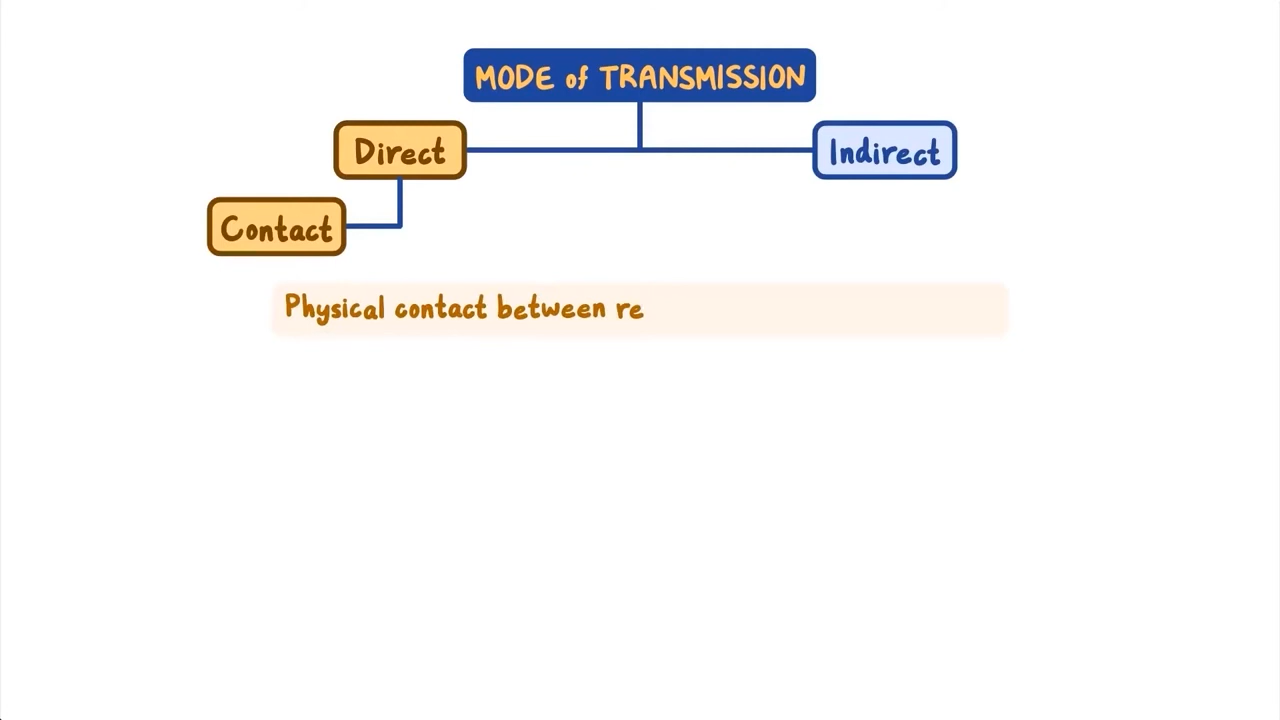 MODE of TRANSMISSION
Direct
Indirect
Contact
Physical contact between re